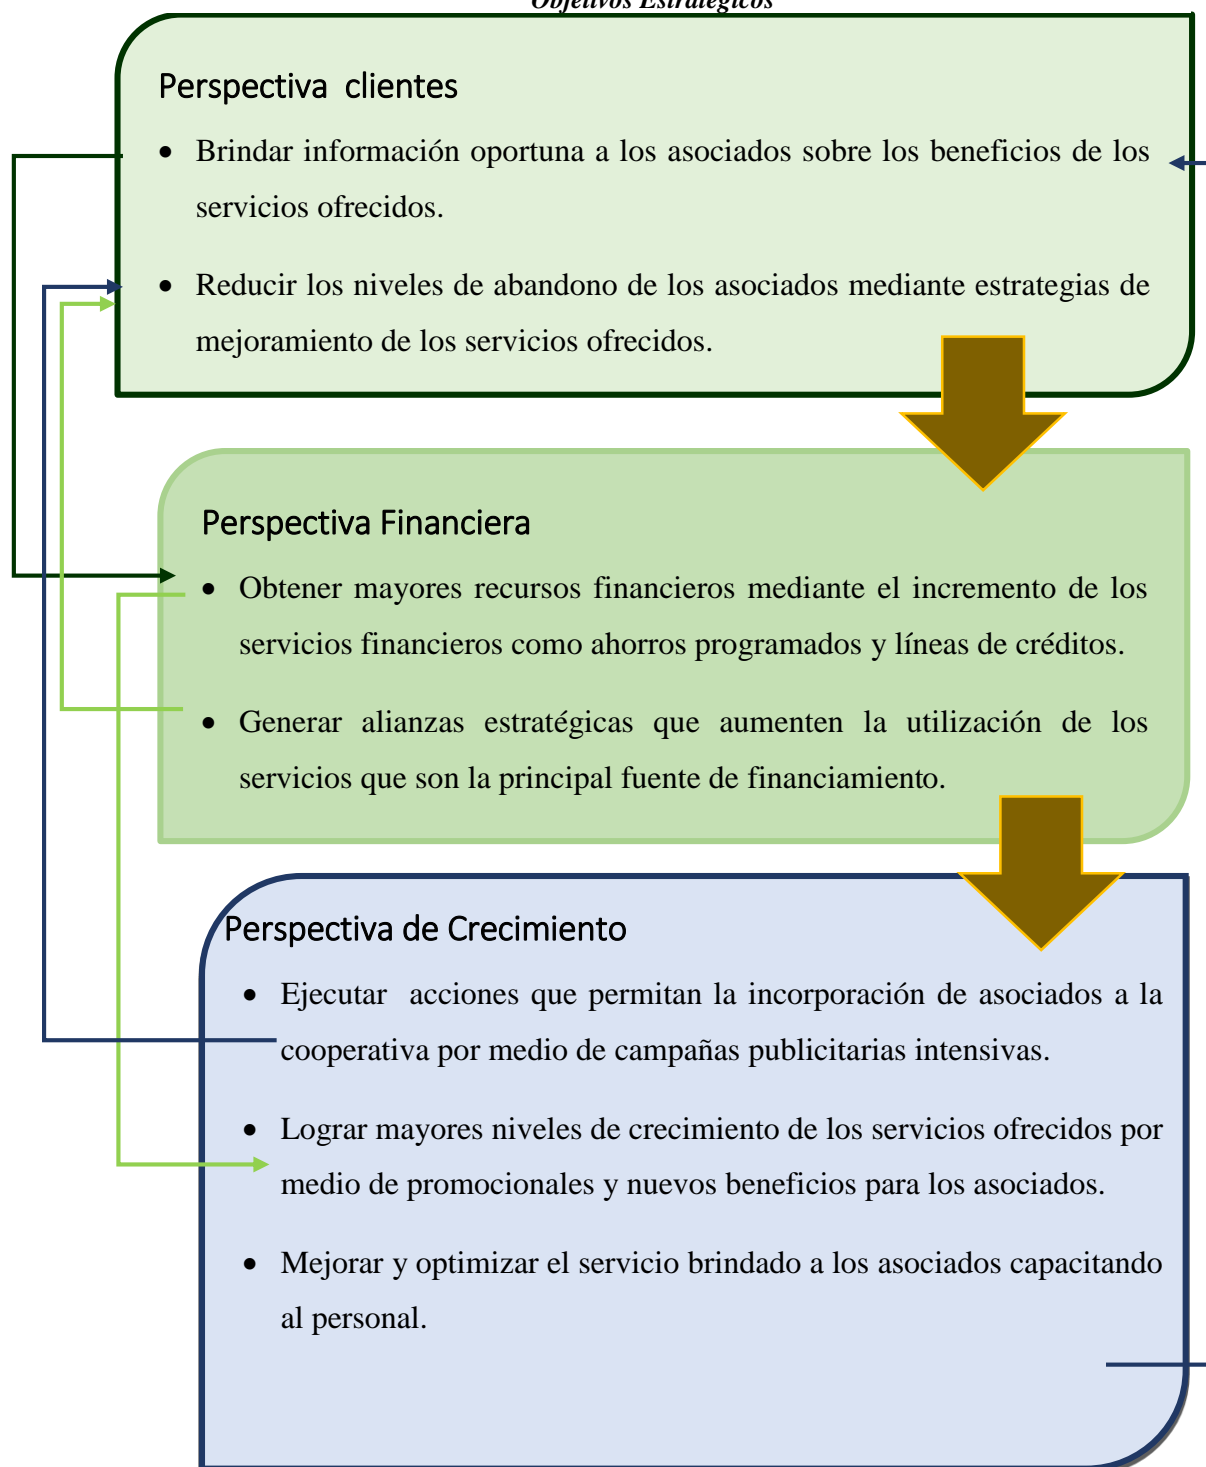 Objetivos Estratégicos
Perspectiva clientes
• Brindar información oportuna a los asociados sobre los beneficios de los
servicios ofrecidos.
• Reducir los niveles de abandono de los asociados mediante estrategias de
mejoramiento de los servicios ofrecidos.
Perspectiva Financiera
• Obtener mayores recursos financieros mediante el incremento de los
servicios financieros como ahorros programados y líneas de créditos.
• Generar alianzas estratégicas que aumenten la utilización de los
servicios que son la principal fuente de financiamiento.
Perspectiva de Crecimiento
• Ejecutar acciones que permitan la incorporación de asociados a la
cooperativa por medio de campañas publicitarias intensivas.
• Lograr mayores niveles de crecimiento de los servicios ofrecidos por
medio de promocionales y nuevos beneficios para los asociados.
• Mejorar y optimizar el servicio brindado a los asociados capacitando
al personal.